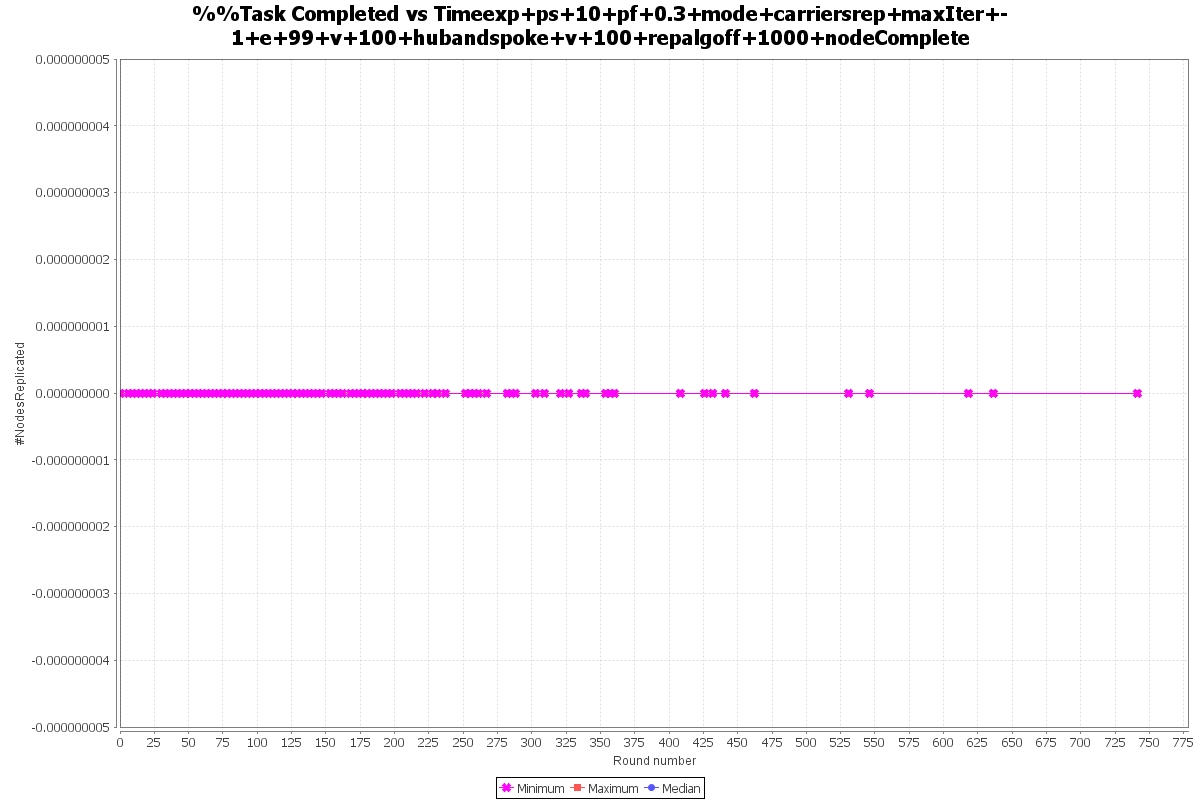 %%Task Completed vs Timeexp+ps+10+pf+0.3+mode+carriersrep+maxIter+-
1+e+99+v+100+hubandspoke+v+100+repalgoff+1000+nodeComplete
0.000000005
0.000000004
0.000000003
0.000000002
0.000000001
0.000000000
-0.000000001
-0.000000002
-0.000000003
-0.000000004
-0.000000005
#NodesReplicated
0 25 50 75 100 125 150 175 200 225 250 275 300 325 350 375 400 425 450 475 500 525 550 575 600 625 650 675 700 725 750 775
Round number
Minimum Maximum Median